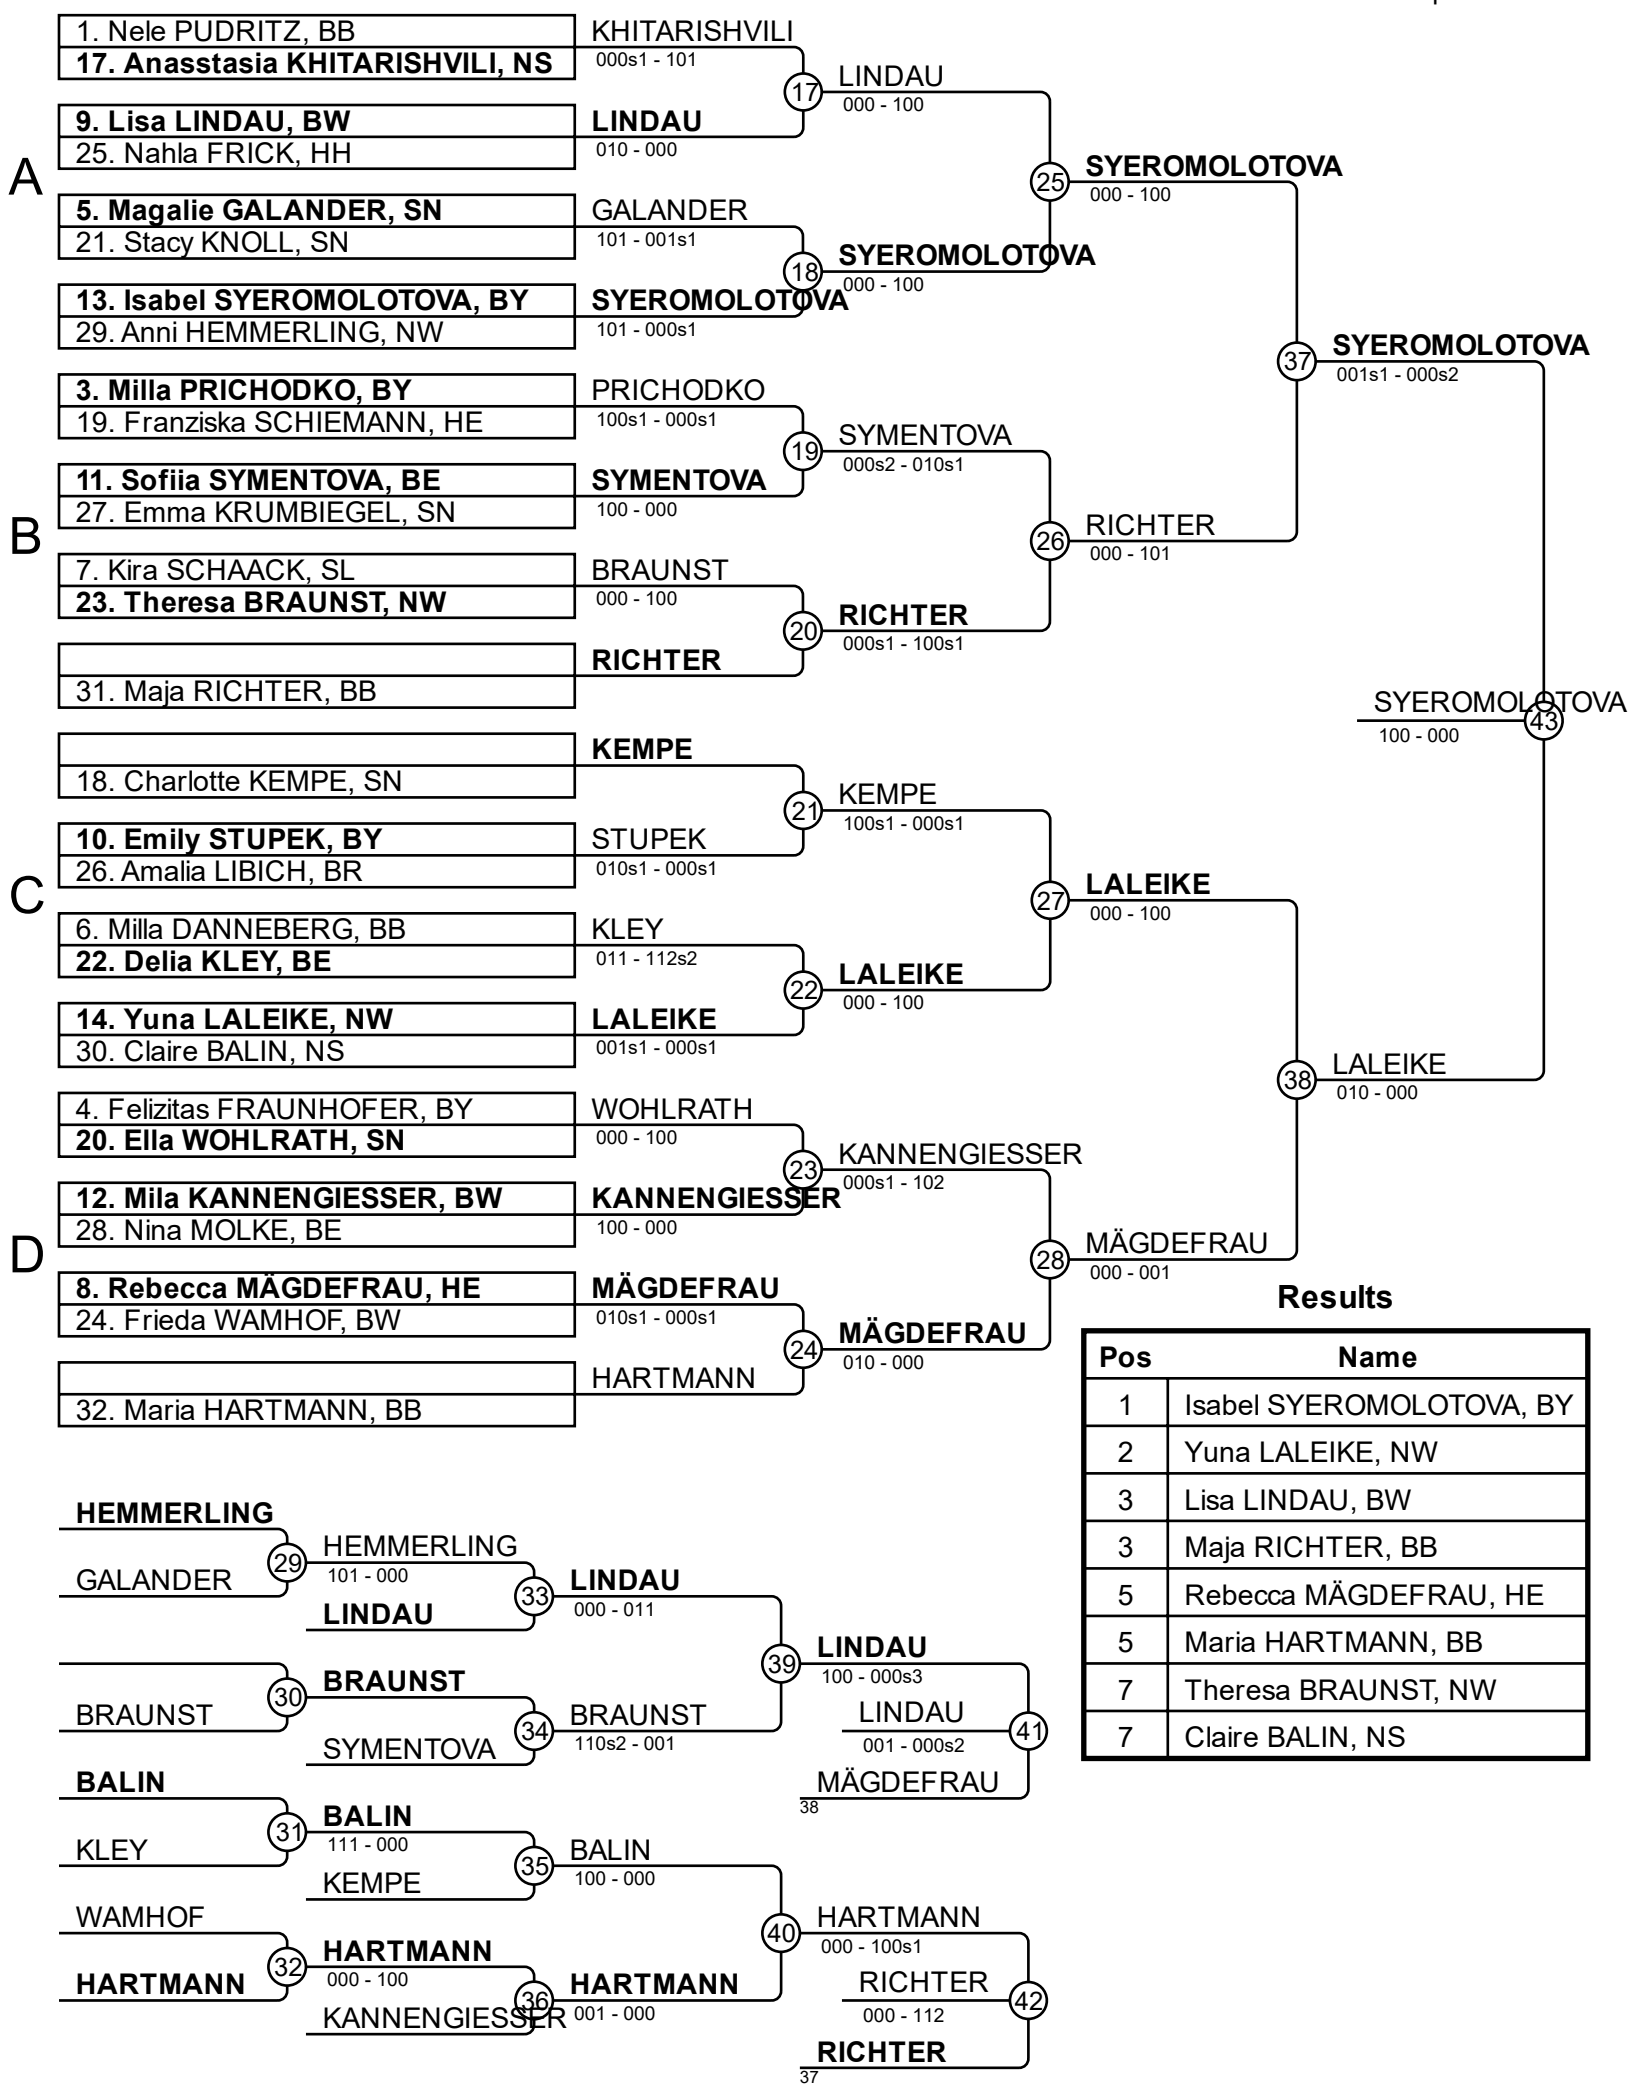 1. Nele PUDRITZ, BB
17. Anasstasia KHITARISHVILI, NS
KHITARISHVILI
000s1 - 101
17
LINDAU
000 - 100
9. Lisa LINDAU, BW
25. Nahla FRICK, HH
LINDAU
010 - 000
A
25
SYEROMOLOTOVA
000 - 100
5. Magalie GALANDER, SN
21. Stacy KNOLL, SN
GALANDER
101 - 001s1
18
SYEROMOLOTOVA
000 - 100
13. Isabel SYEROMOLOTOVA, BY
29. Anni HEMMERLING, NW
SYEROMOLOTOVA
101 - 000s1
37
SYEROMOLOTOVA
001s1 - 000s2
3. Milla PRICHODKO, BY
19. Franziska SCHIEMANN, HE
PRICHODKO
100s1 - 000s1
19
SYMENTOVA
000s2 - 010s1
11. Sofiia SYMENTOVA, BE
27. Emma KRUMBIEGEL, SN
SYMENTOVA
100 - 000
B
26
RICHTER
000 - 101
7. Kira SCHAACK, SL
23. Theresa BRAUNST, NW
BRAUNST
000 - 100
20
RICHTER
000s1 - 100s1
RICHTER
31. Maja RICHTER, BB
SYEROMOLOTOVA
43
100 - 000
KEMPE
18. Charlotte KEMPE, SN
21
KEMPE
100s1 - 000s1
10. Emily STUPEK, BY
26. Amalia LIBICH, BR
STUPEK
010s1 - 000s1
C
27
LALEIKE
000 - 100
6. Milla DANNEBERG, BB
22. Delia KLEY, BE
KLEY
011 - 112s2
22
LALEIKE
000 - 100
14. Yuna LALEIKE, NW
30. Claire BALIN, NS
LALEIKE
001s1 - 000s1
38
LALEIKE
010 - 000
4. Felizitas FRAUNHOFER, BY
20. Ella WOHLRATH, SN
WOHLRATH
000 - 100
23
KANNENGIESSER
000s1 - 102
12. Mila KANNENGIESSER, BW
28. Nina MOLKE, BE
KANNENGIESSER
100 - 000
D
28
MÄGDEFRAU
000 - 001
8. Rebecca MÄGDEFRAU, HE
24. Frieda WAMHOF, BW
MÄGDEFRAU
010s1 - 000s1
24
MÄGDEFRAU
010 - 000
HARTMANN
32. Maria HARTMANN, BB
Results
Pos Name
1 Isabel SYEROMOLOTOVA, BY
2 Yuna LALEIKE, NW
3 Lisa LINDAU, BW
3 Maja RICHTER, BB
5 Rebecca MÄGDEFRAU, HE
5 Maria HARTMANN, BB
7 Theresa BRAUNST, NW
7 Claire BALIN, NS
HEMMERLING
29
HEMMERLING
101 - 000
GALANDER
33
LINDAU
000 - 011
LINDAU
39
LINDAU
100 - 000s3
30
BRAUNST
BRAUNST
34
BRAUNST
110s2 - 001
SYMENTOVA
LINDAU
41
001 - 000s2
MÄGDEFRAU
38
BALIN
31
BALIN
111 - 000
KLEY
35
BALIN
100 - 000
KEMPE
40
HARTMANN
000 - 100s1
WAMHOF
32
HARTMANN
000 - 100
HARTMANN
36
HARTMANN
001 - 000
KANNENGIESSER
RICHTER
42
000 - 112
RICHTER
37